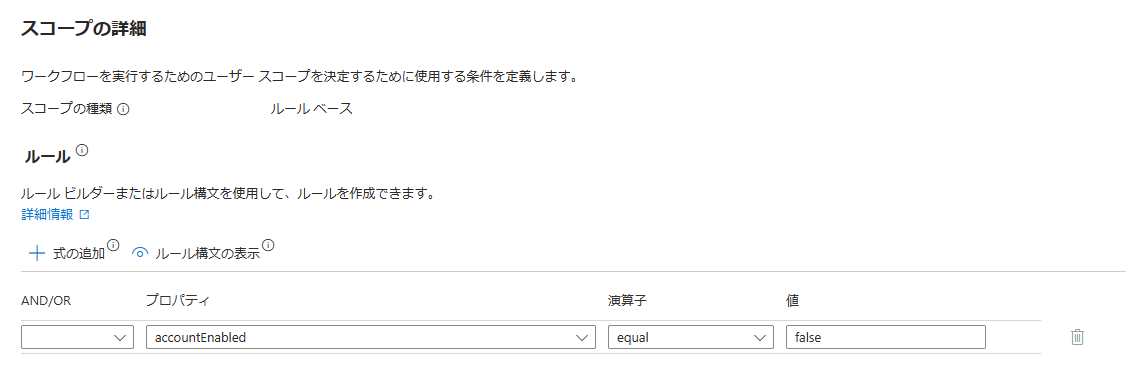 スコープの詳細
ワークフローを実行するためのユーザー スコープを決定するために使用する条件を定義します。
スコープの種類 ルール ベース
ルール
ルール ビルダーまたはルール構文を使用して、ルールを作成できます。
詳細情報
式の追加 ルール構文の表示
AND/OR プロパティ 演算子 値
accountEnabled equal false